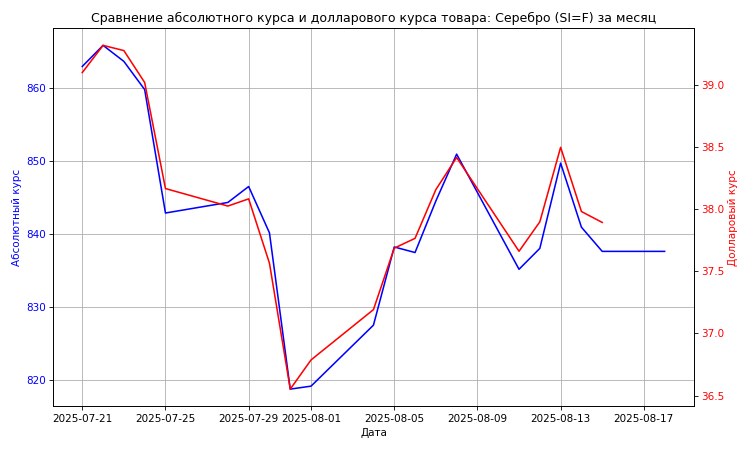 Сравнение абсолютного курса и долларового курса товара: Серебро (SI=F) за месяц
Абсолютный курс
860
850
840
830
820
39.0
38.5
38.0
37.5
37.0
36.5
Долларовый курс
2025-07-21 2025-07-25 2025-07-29 2025-08-01 2025-08-05 2025-08-09 2025-08-13 2025-08-17
Дата